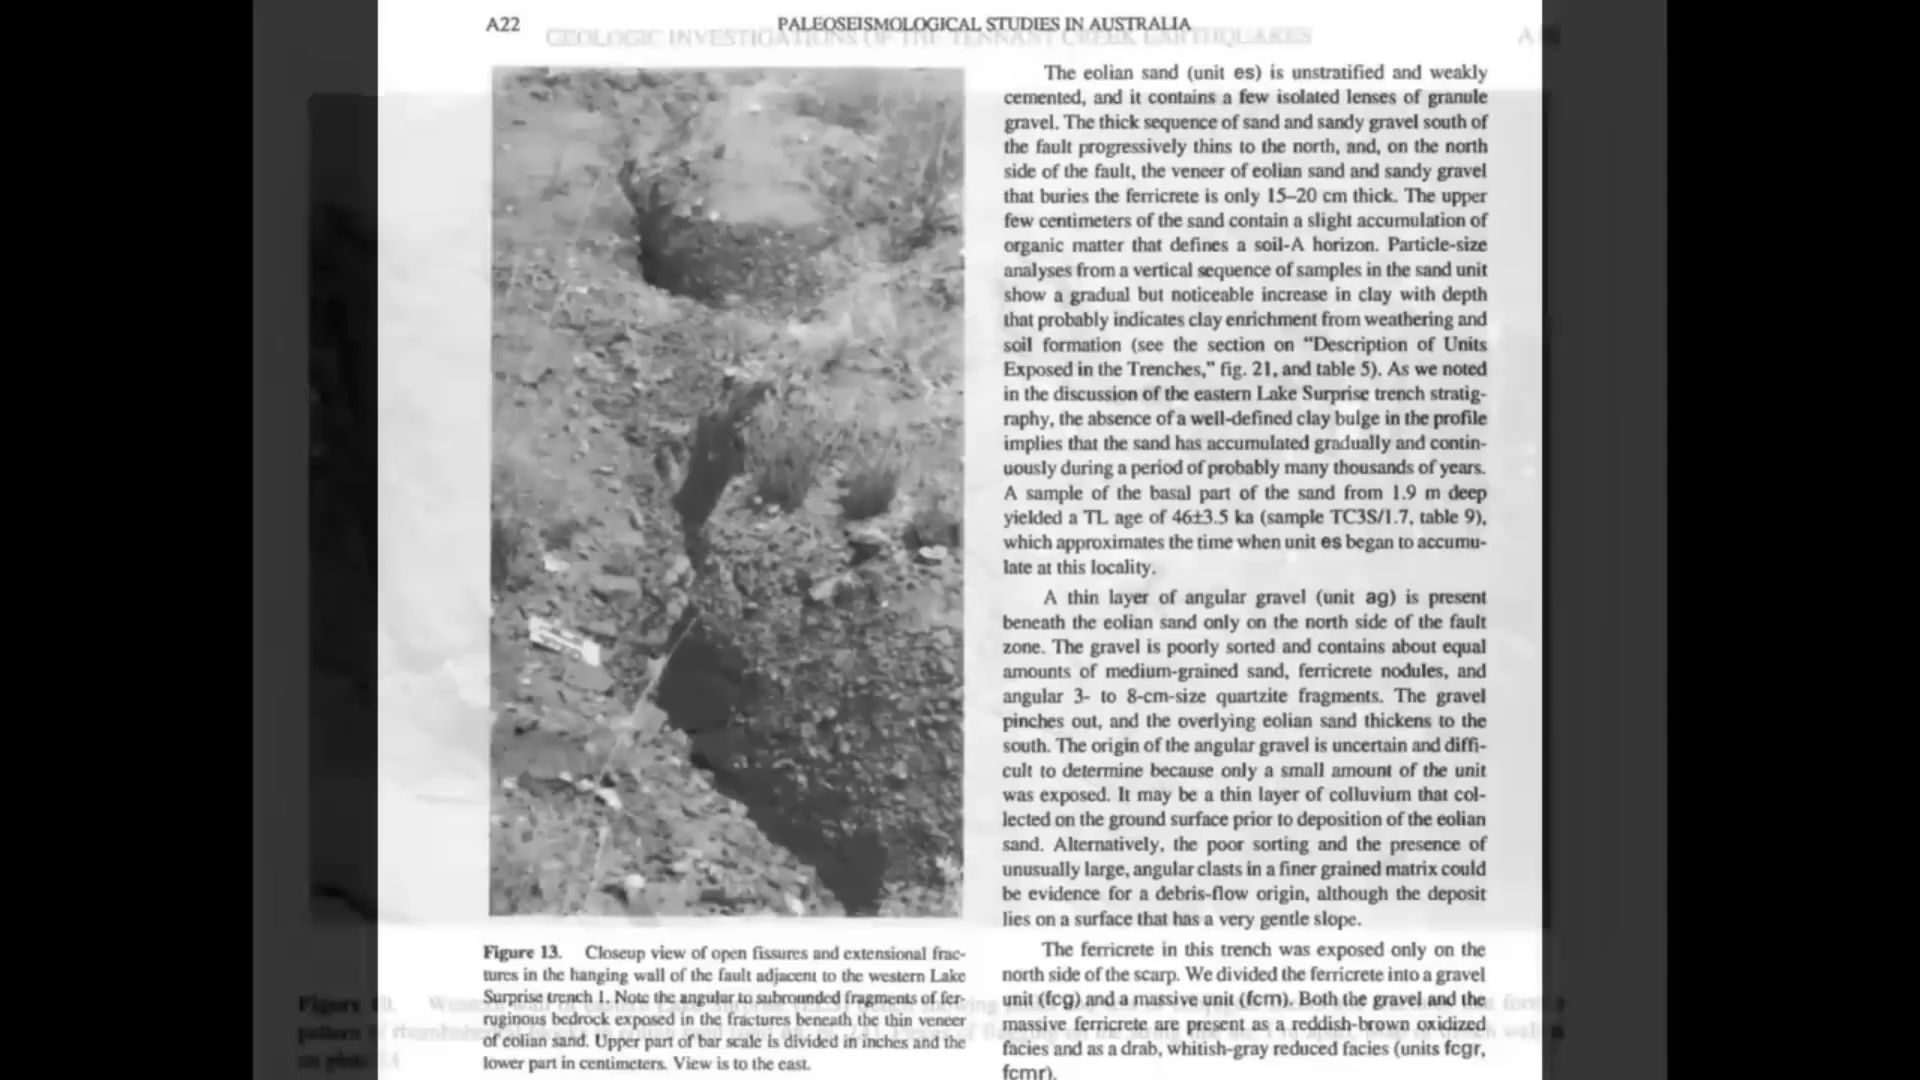 A22
PALEOSEISMOLOGICAL STUDIES IN AUSTRALIA
GEOLOGIC INVESTIGATIONS OF THE TENNANT CREEK EARTHQUAKES
Figure 13. Closeup view of open fissures and extensional frac-
tures in the hanging wall of the fault adjacent to the western Lake
Surprise trench 1. Note the angular to subrounded fragments of fer-
ruginous bedrock exposed in the fractures beneath the thin veneer
of eolian sand. Upper part of bar scale is divided in inches and the
lower part in centimeters. View is to the east.
The eolian sand (unit es) is unstratified and weakly
cemented, and it contains a few isolated lenses of granule
gravel. The thick sequence of sand and sandy gravel south of
the fault progressively thins to the north, and, on the north
side of the fault, the veneer of eolian sand and sandy gravel
that buries the ferricrete is only 15–20 cm thick. The upper
few centimeters of the sand contain a slight accumulation of
organic matter that defines a soil-A horizon. Particle-size
analyses from a vertical sequence of samples in the sand unit
show a gradual but noticeable increase in clay with depth
that probably indicates clay enrichment from weathering and
soil formation (see the section on “Description of Units
Exposed in the Trenches,” fig. 21, and table 5). As we noted
in the discussion of the eastern Lake Surprise trench stratig-
raphy, the absence of a well-defined clay bulge in the profile
implies that the sand has accumulated gradually and contin-
uously during a period of probably many thousands of years.
A sample of the basal part of the sand from 1.9 m deep
yielded a TL age of 46±3.5 ka (sample TC3S/1.7, table 9),
which approximates the time when unit es began to accumu-
late at this locality.
A thin layer of angular gravel (unit ag) is present
beneath the eolian sand only on the north side of the fault
zone. The gravel is poorly sorted and contains about equal
amounts of medium-grained sand, ferricrete nodules, and
angular 3- to 8-cm-size quartzite fragments. The gravel
pinches out, and the overlying eolian sand thickens to the
south. The origin of the angular gravel is uncertain and diffi-
cult to determine because only a small amount of the unit
was exposed. It may be a thin layer of colluvium that col-
lected on the ground surface prior to deposition of the eolian
sand. Alternatively, the poor sorting and the presence of
unusually large, angular clasts in a finer grained matrix could
be evidence for a debris-flow origin, although the deposit
lies on a surface that has a very gentle slope.
The ferricrete in this trench was exposed only on the
north side of the scarp. We divided the ferricrete into a gravel
unit (fcg) and a massive unit (fcm). Both the gravel and the
massive ferricrete are present as a reddish-brown oxidized
facies and as a drab, whitish-gray reduced facies (units fcgr,
fcmr).